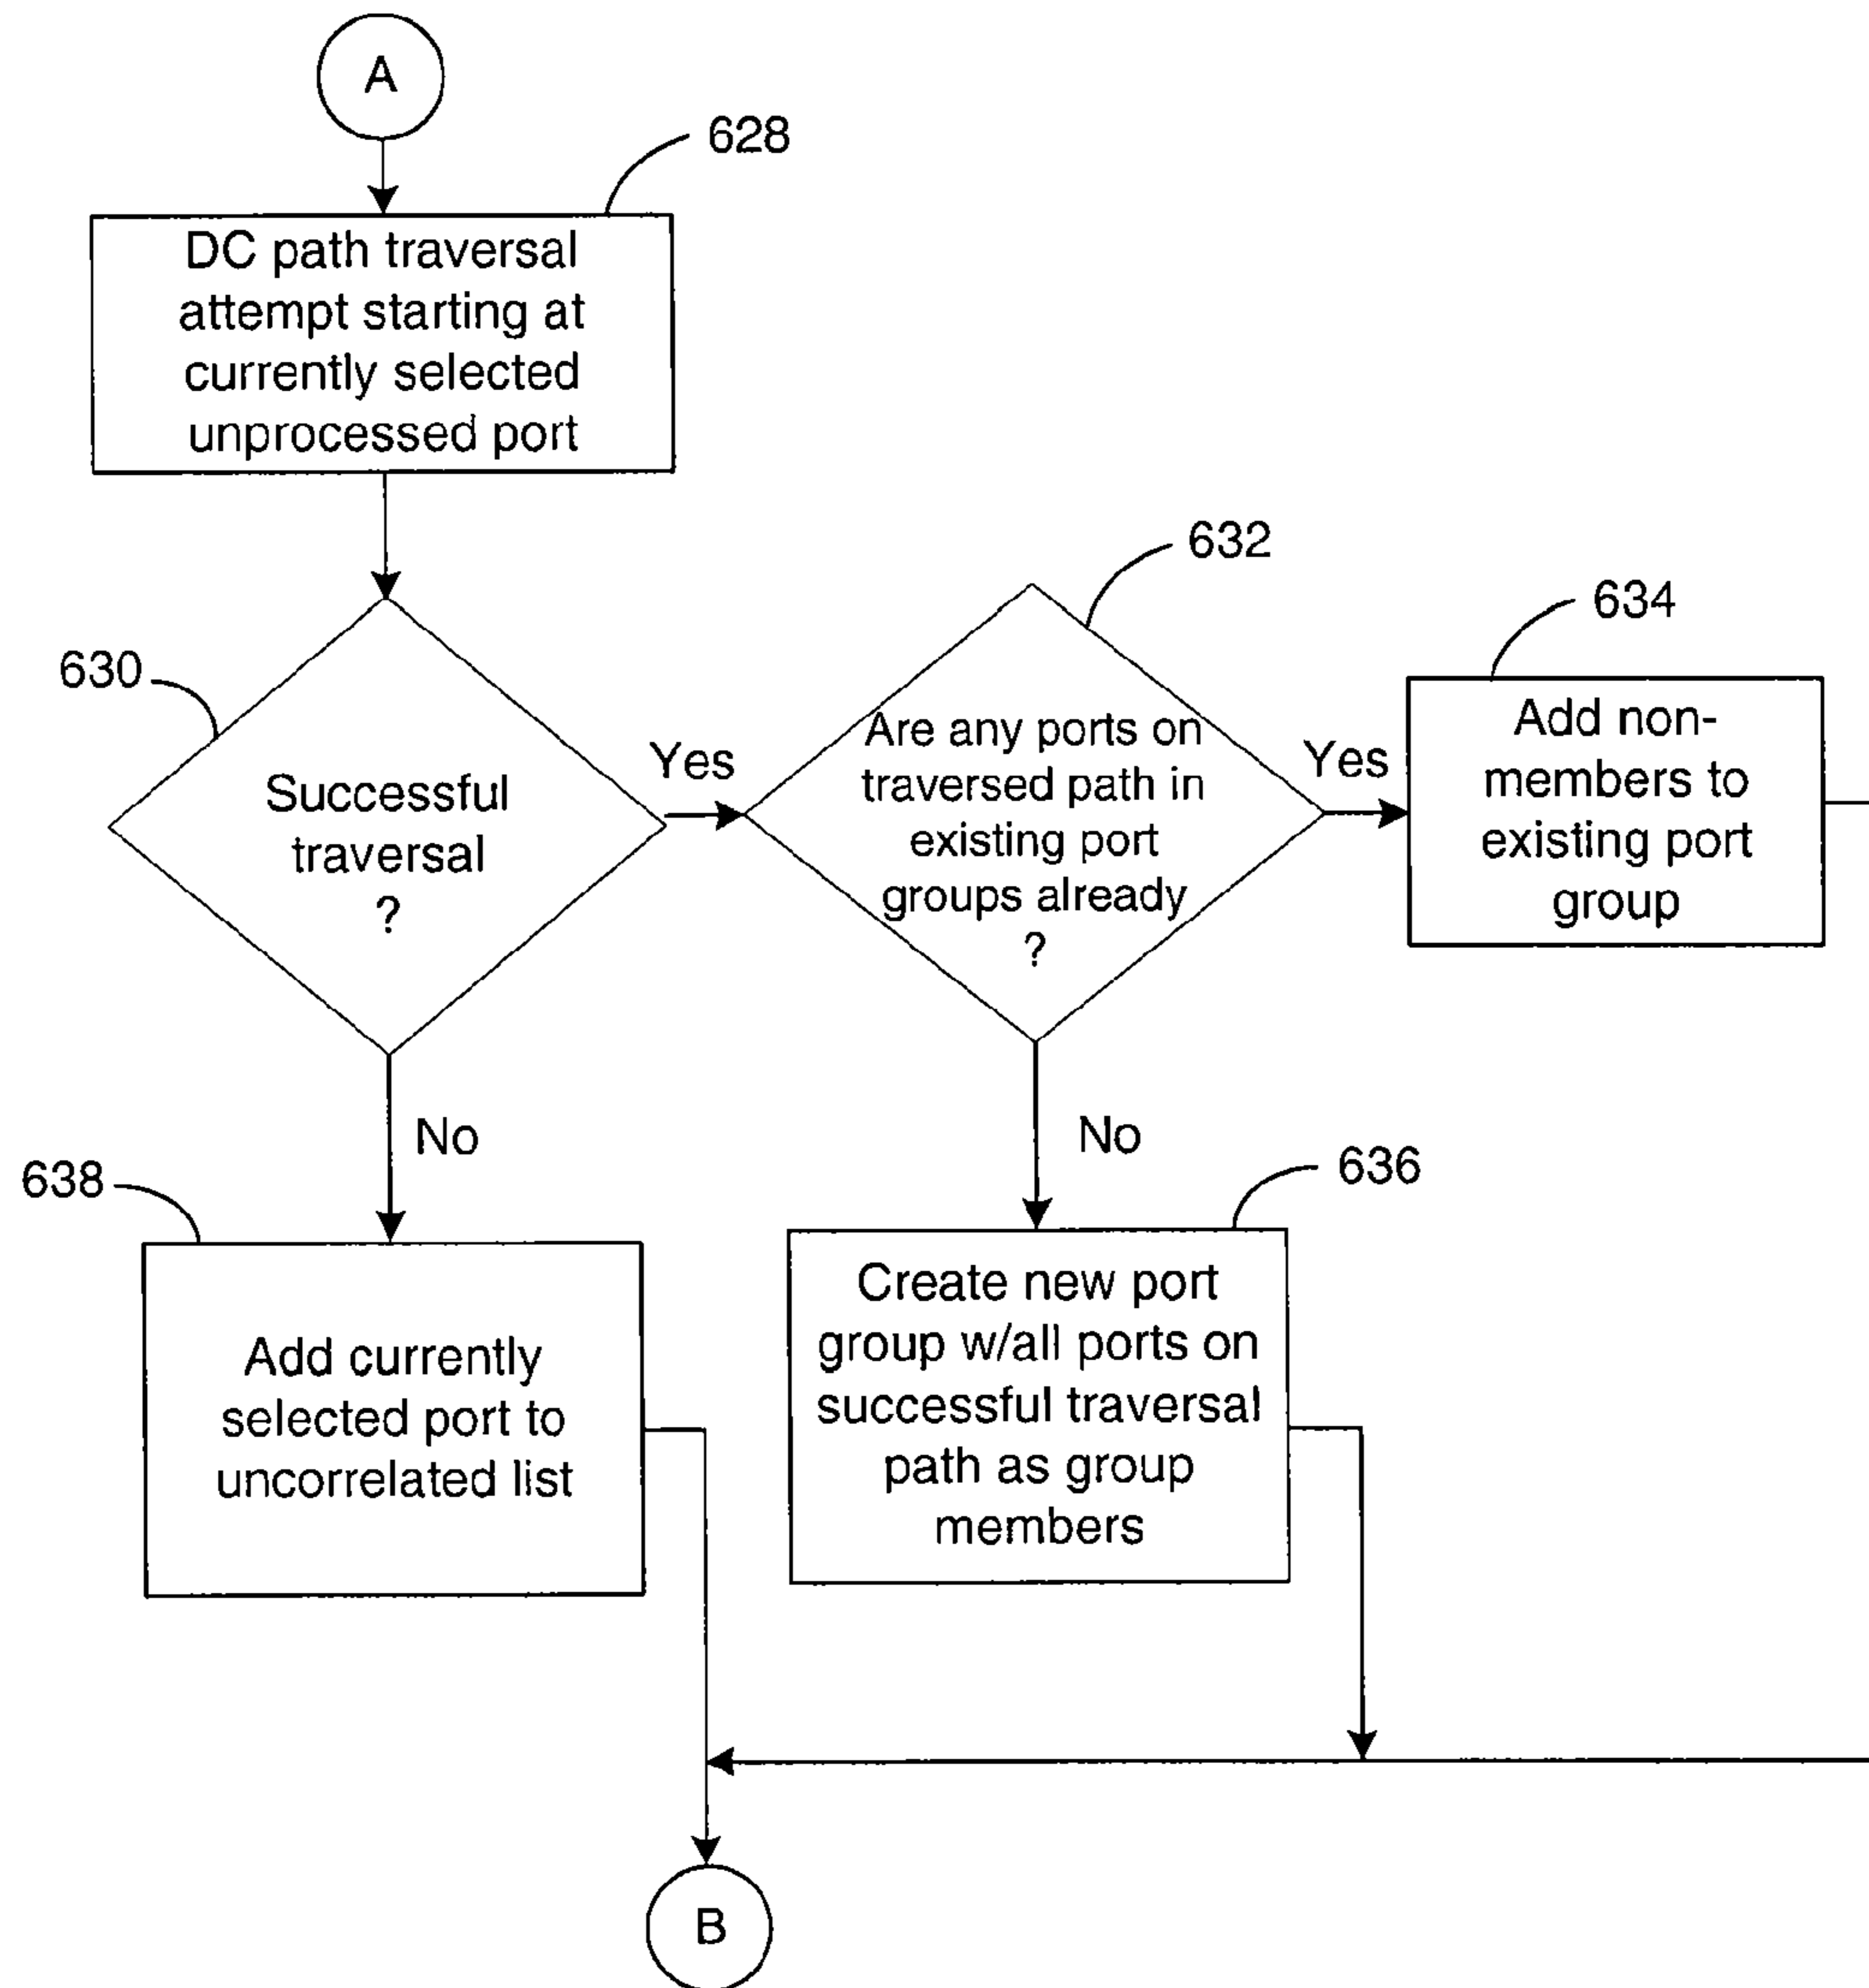 A
628
DC path traversal
attempt starting at
currently selected
unprocessed port
630
Successful
traversal
?
Yes
632
Are any ports on
traversed path in
existing port
groups already
?
Yes
634
Add non-
members to
existing port
group
No
No
638
Add currently
selected port to
uncorrelated list
636
Create new port
group w/all ports on
successful traversal
path as group
members
B